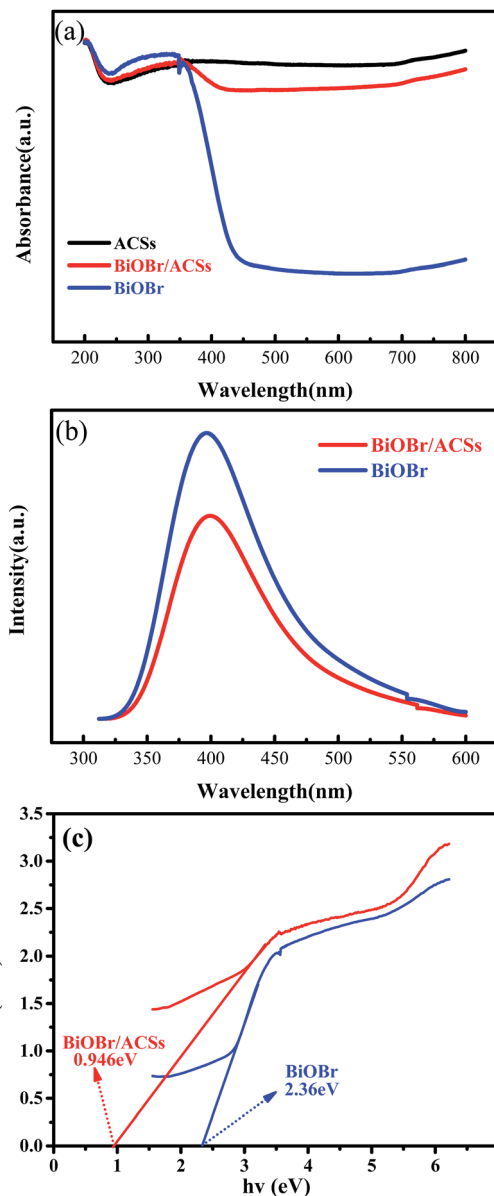 (a)
Absorbance(a.u.)
ACSs
BiOBr/ACSs
BiOBr
200 300 400 500 600 700 800
Wavelength(nm)
(b)
BiOBr/ACSs
BiOBr
Intensity(a.u.)
300 350 400 450 500 550 600
Wavelength(nm)
(c)
3.5
3.0
2.5
2.0
1.5
1.0
0.5
0.0
BiOBr/ACSs
0.946eV
BiOBr
2.36eV
0 1 2 3 4 5 6
hv (eV)